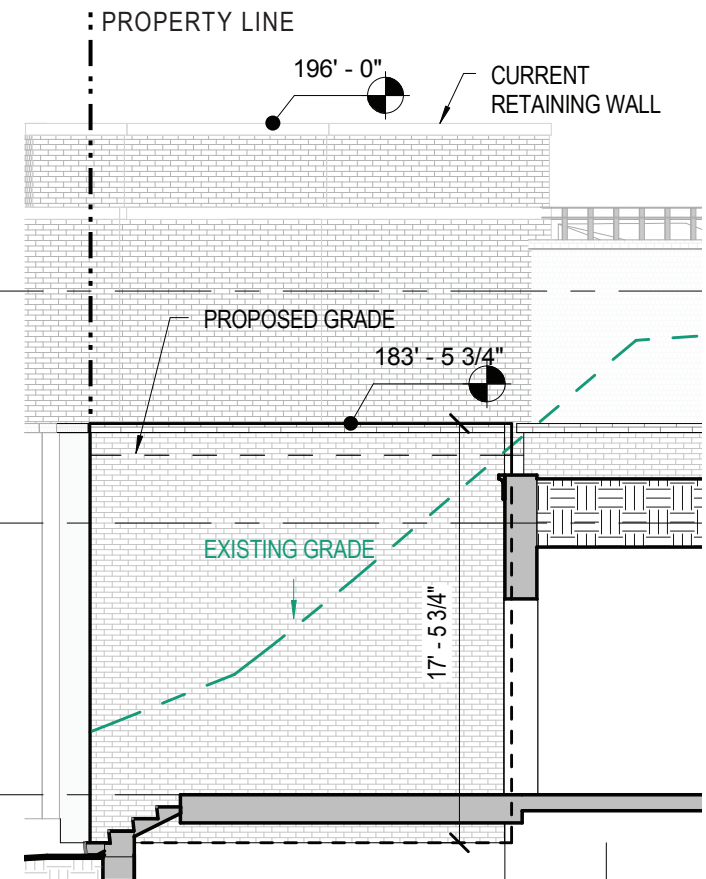 PROPERTY LINE
196' - 0"
CURRENT
RETAINING WALL
PROPOSED GRADE
183' - 5 3/4"
EXISTING GRADE
17' - 5 3/4"